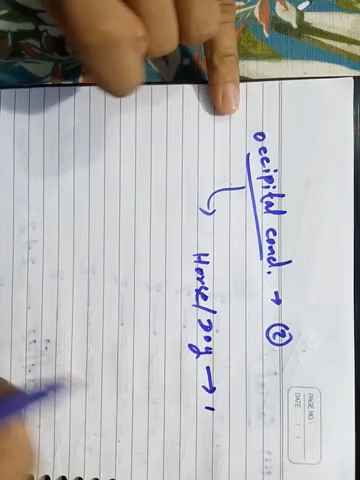 PAGE NO.
DATE: / /
occipital cond. → ②
↳ Horse/Dog → 1